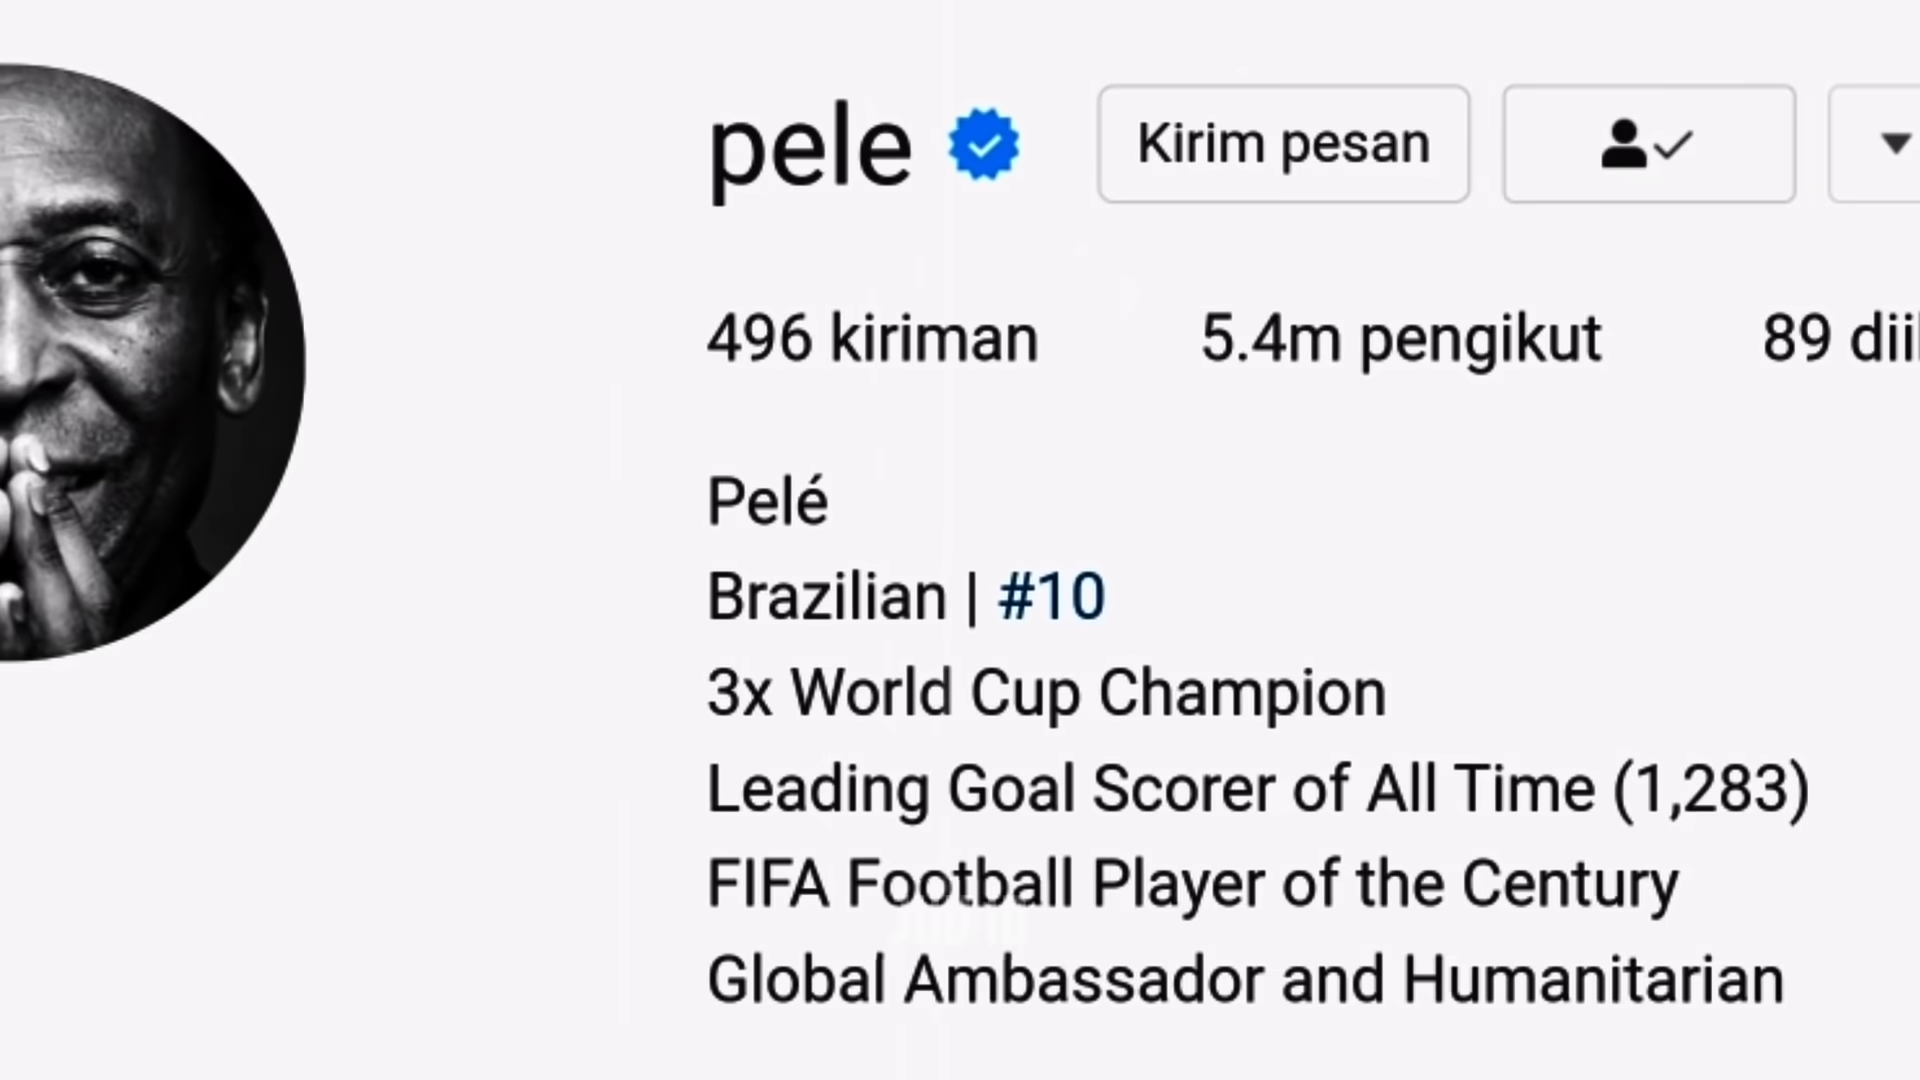 pele Kirim pesan
496 kiriman 5.4m pengikut 89
Pelé
Brazilian | #10
3x World Cup Champion
Leading Goal Scorer of All Time (1,283)
FIFA Football Player of the Century
Global Ambassador and Humanitarian